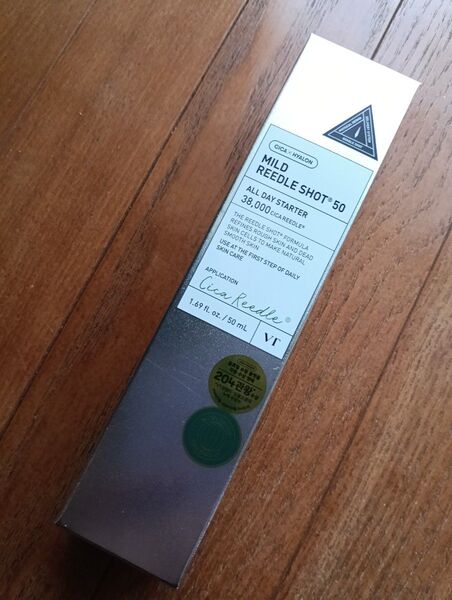 CICA × HYALON
MILD
REEDLE SHOT® 50
ALL DAY STARTER
38,000 CICA REEDLE®
THE REEDLE SHOT® FORMULA
REFINES ROUGH SKIN AND DEAD
SKIN CELLS TO MAKE NATURAL
SMOOTH SKIN
USE AT THE FIRST STEP OF DAILY
SKIN CARE
APPLICATION
Cica Reedle®
1.69 fl. oz. / 50 mL
VT
204만명